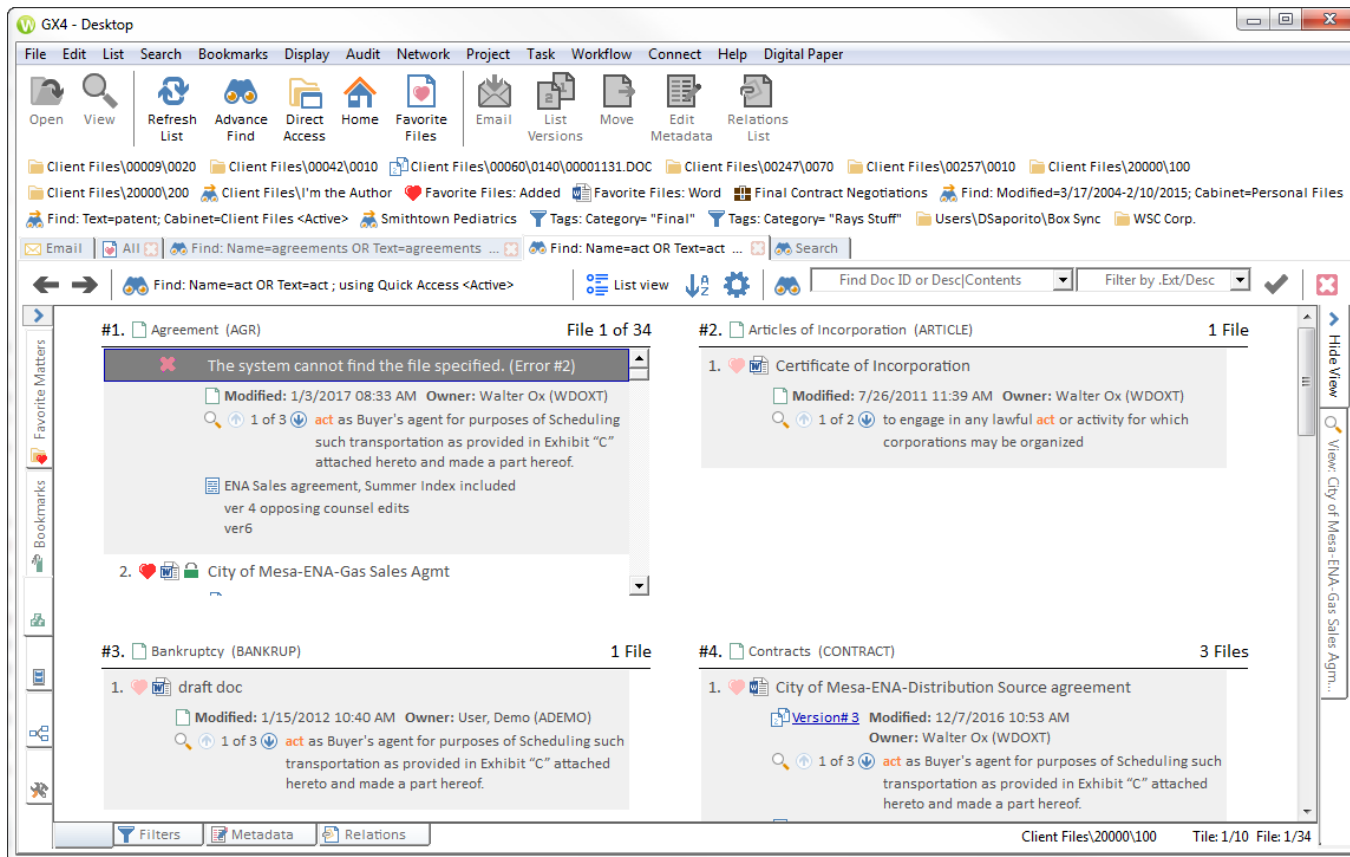 GX4 - Desktop
File Edit List Search Bookmarks Display Audit Network Project Task Workflow Connect Help Digital Paper
Open View Refresh List Advance Find Direct Access Home Favorite Files Email List Versions Move Edit Metadata Relations List
Client Files\00009\0020 Client Files\00042\0010 Client Files\00060\0140\00001131.DOC Client Files\00247\0070 Client Files\00257\0010 Client Files\20000\100
Client Files\20000\200 Client Files\I'm the Author Favorite Files: Added Favorite Files: Word Final Contract Negotiations Find: Modified=3/17/2004-2/10/2015; Cabinet=Personal Files
Find: Text=patent; Cabinet=Client Files <Active> Smithtown Pediatrics Tags: Category= "Final" Tags: Category= "Rays Stuff" Users\DSaporito\Box Sync WSC Corp.
Email All Find: Name=agreements OR Text=agreements ... Find: Name=act OR Text=act ... Search
Find: Name=act OR Text=act ; using Quick Access <Active> List view Find Doc ID or Desc|Contents Filter by .Ext/Desc
Favorite Matters
Bookmarks
#1. Agreement (AGR) File 1 of 34
The system cannot find the file specified. (Error #2)
Modified: 1/3/2017 08:33 AM Owner: Walter Ox (WDOXT)
1 of 3 act as Buyer's agent for purposes of Scheduling
such transportation as provided in Exhibit “C”
attached hereto and made a part hereof.
ENA Sales agreement, Summer Index included
ver 4 opposing counsel edits
ver6
2. City of Mesa-ENA-Gas Sales Agmt
#2. Articles of Incorporation (ARTICLE) 1 File
1. Certificate of Incorporation
Modified: 7/26/2011 11:39 AM Owner: Walter Ox (WDOXT)
1 of 2 to engage in any lawful act or activity for which
corporations may be organized
#3. Bankruptcy (BANKRUP) 1 File
1. draft doc
Modified: 1/15/2012 10:40 AM Owner: User, Demo (ADEMO)
1 of 3 act as Buyer's agent for purposes of Scheduling such
transportation as provided in Exhibit “C” attached
hereto and made a part hereof.
#4. Contracts (CONTRACT) 3 Files
1. City of Mesa-ENA-Distribution Source agreement
Version# 3 Modified: 12/7/2016 10:53 AM
Owner: Walter Ox (WDOXT)
1 of 3 act as Buyer's agent for purposes of Scheduling such
transportation as provided in Exhibit “C” attached
hereto and made a part hereof.
Hide View
View: City of Mesa-ENA-Gas Sales Agm...
Filters Metadata Relations Client Files\20000\100 Tile: 1/10 File: 1/34